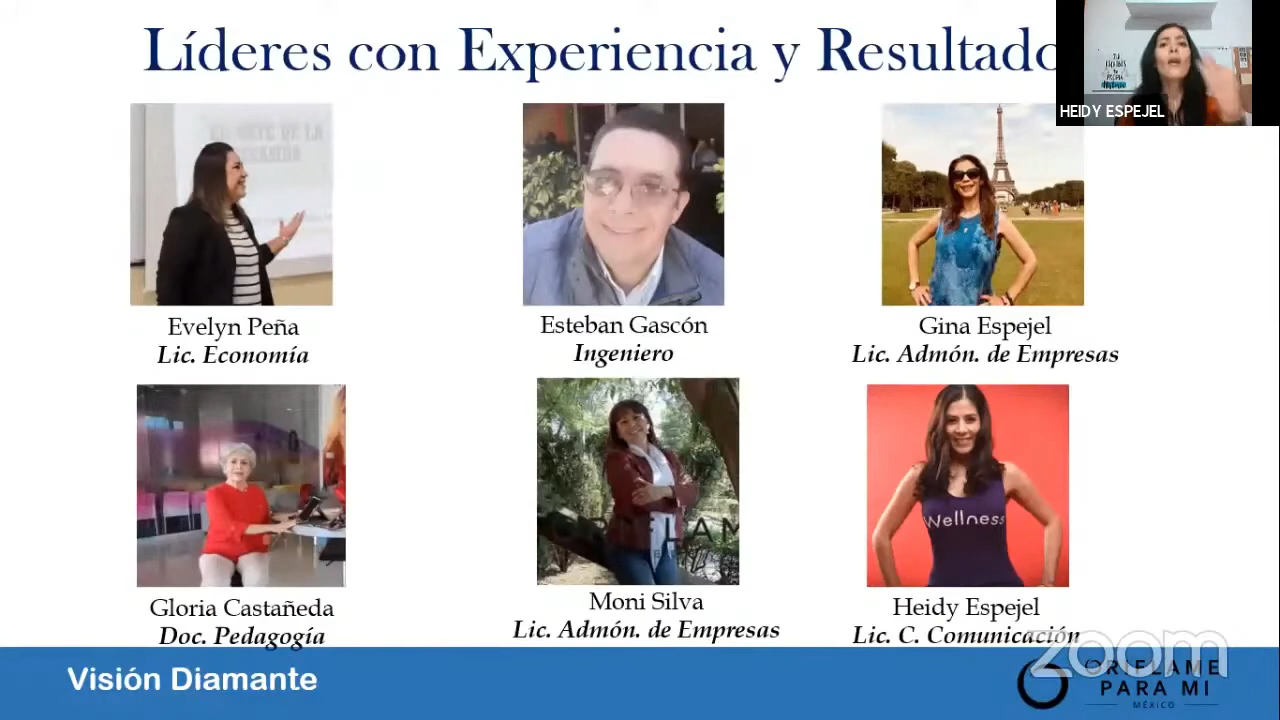 Líderes con Experiencia y Resultado
HEIDY ESPEJEL
Evelyn Peña
Lic. Economía
Esteban Gascón
Ingeniero
Gina Espejel
Lic. Admón. de Empresas
Wellness
Gloria Castañeda
Doc. Pedagogía
Moni Silva
Lic. Admón. de Empresas
Heidy Espejel
Lic. C. Comunicación
zoom
Visión Diamante
ORIFLAME
PARA MI
MÉXICO